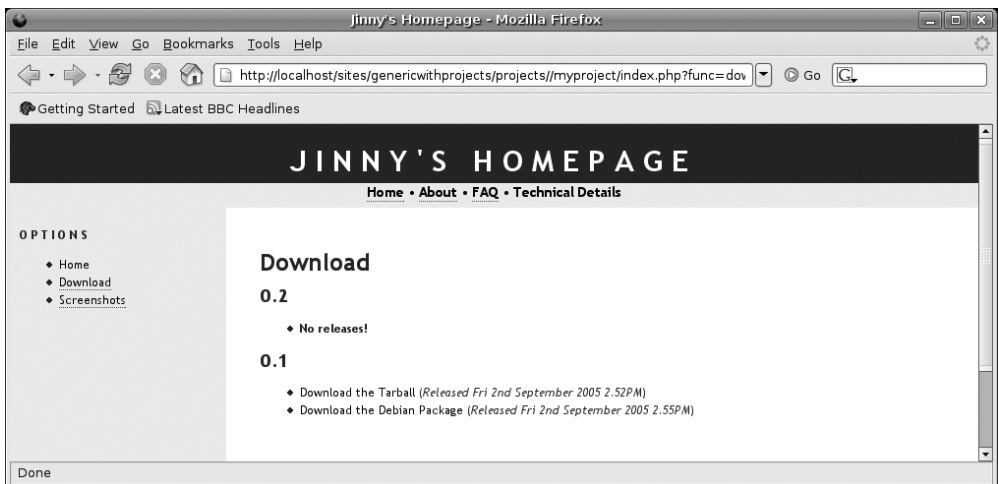 Jinny's Homepage - Mozilla Firefox
File Edit View Go Bookmarks Tools Help
http://localhost/sites/genericwithprojects/projects//myproject/index.php?func=dov Go G
Getting Started Latest BBC Headlines
JINNY'S HOMEPAGE
Home • About • FAQ • Technical Details
OPTIONS
Home
Download
Screenshots
Download
0.2
No releases!
0.1
Download the Tarball (Released Fri 2nd September 2005 2.52PM)
Download the Debian Package (Released Fri 2nd September 2005 2.55PM)
Done